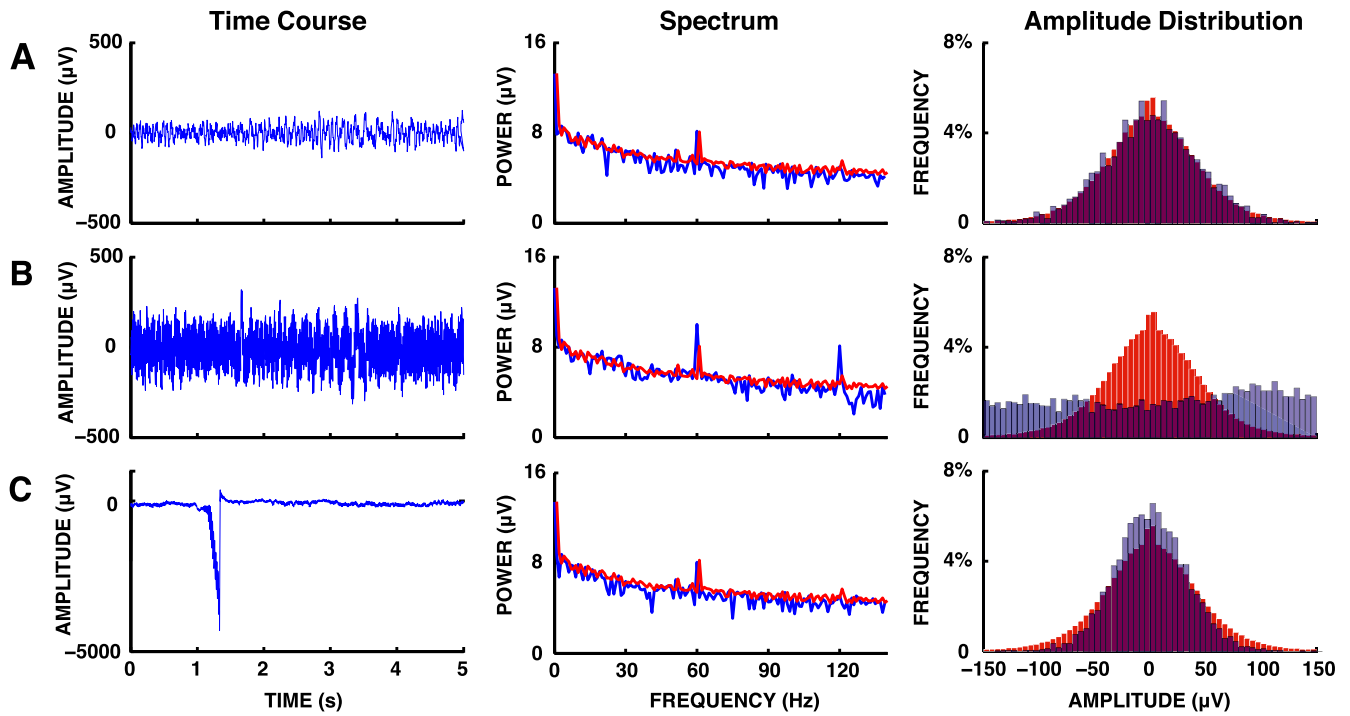 Time Course
Spectrum
Amplitude Distribution
A
AMPLITUDE (μV)
500
0
−500
POWER (μV)
16
8
0
FREQUENCY
8%
4%
0
B
AMPLITUDE (μV)
500
0
−500
POWER (μV)
16
8
0
FREQUENCY
8%
4%
0
C
AMPLITUDE (μV)
0
−5000
0 1 2 3 4 5
TIME (s)
POWER (μV)
16
8
0
0 30 60 90 120
FREQUENCY (Hz)
FREQUENCY
8%
4%
0
−150 −100 −50 0 50 100 150
AMPLITUDE (μV)